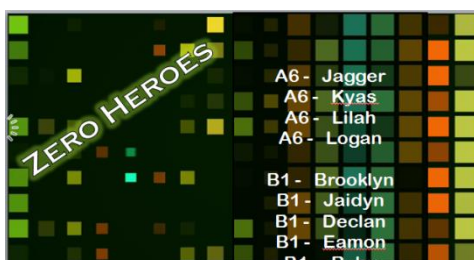 ZERO HEROES
A6 - Jagger
A6 - Kyas
A6 - Lilah
A6 - Logan
B1 - Brooklyn
B1 - Jaidyn
B1 - Declan
B1 - Eamon